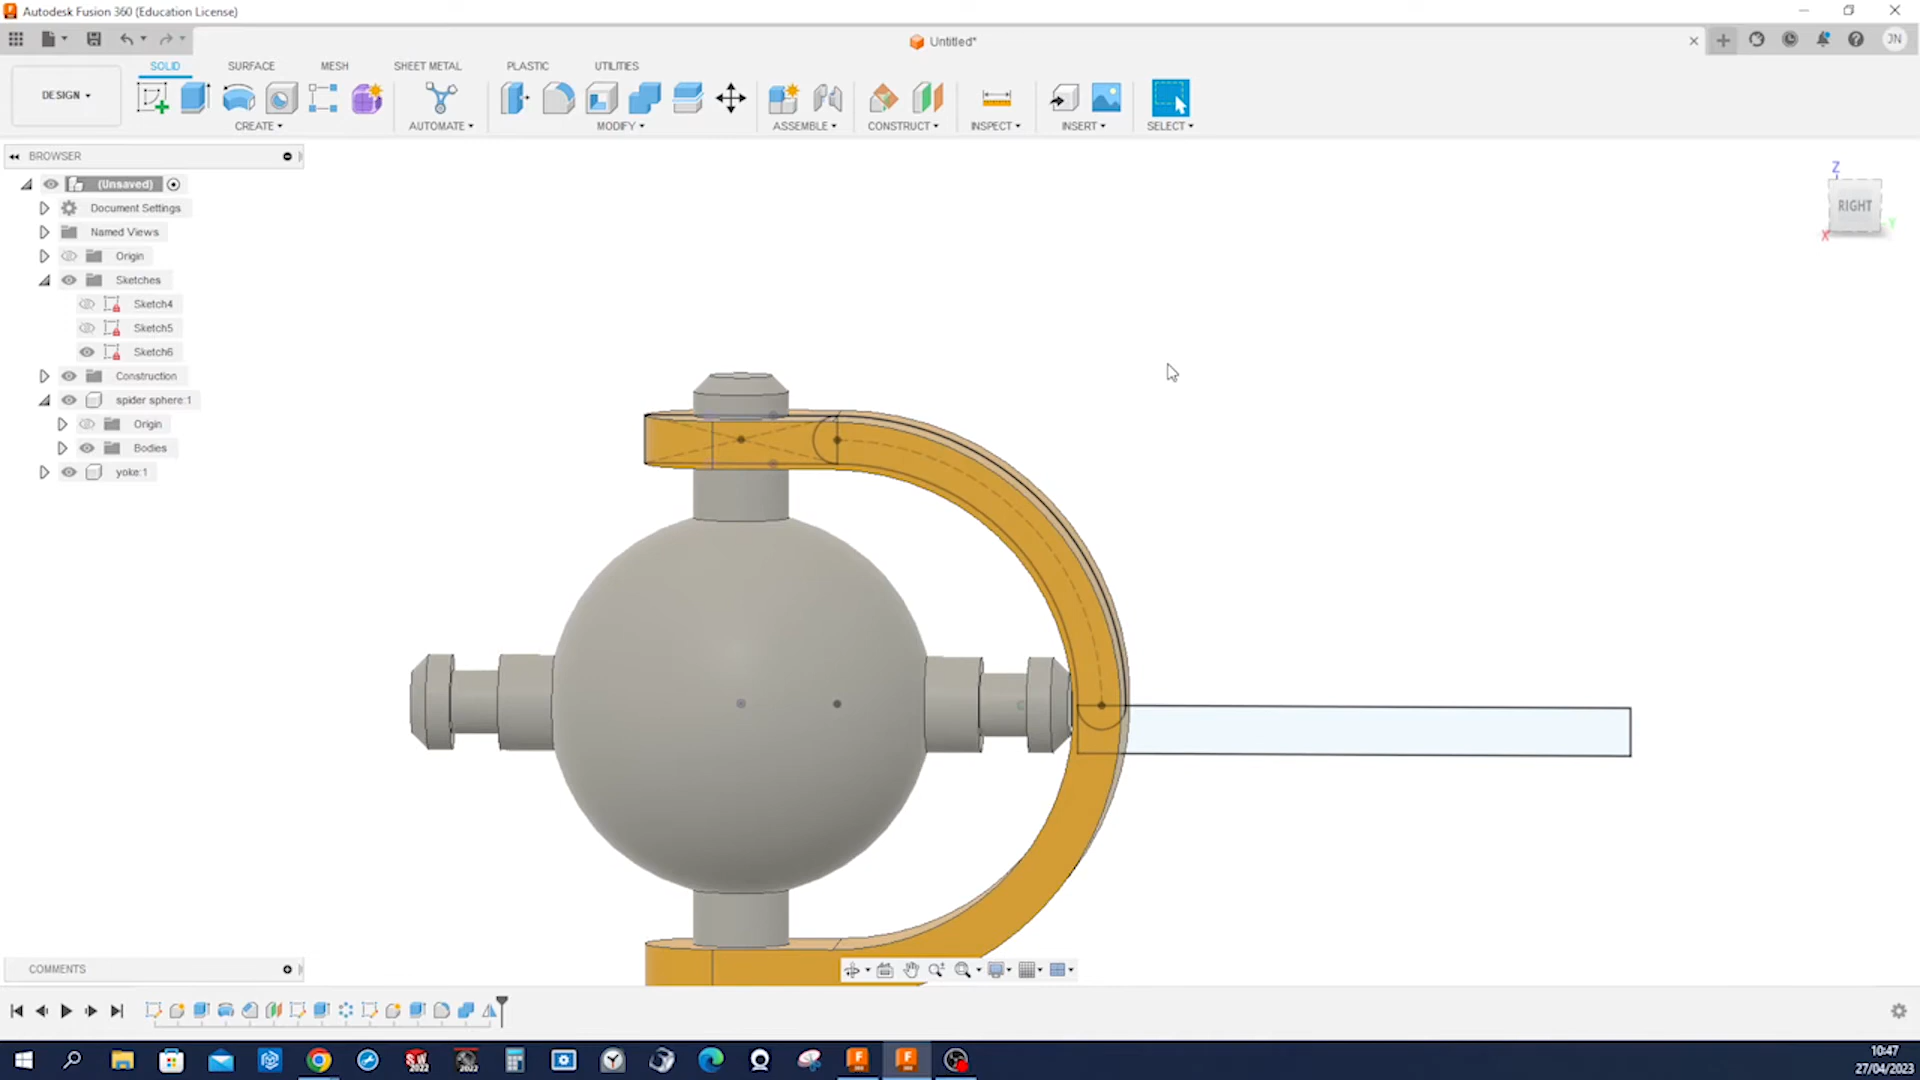 Autodesk Fusion 360 (Education License)
Untitled*
JN
DESIGN
SOLID
SURFACE
MESH
SHEET METAL
PLASTIC
UTILITIES
CREATE
AUTOMATE
MODIFY
ASSEMBLE
CONSTRUCT
INSPECT
INSERT
SELECT
BROWSER
(Unsaved)
Document Settings
Named Views
Origin
Sketches
Sketch4
Sketch5
Sketch6
Construction
spider sphere:1
Origin
Bodies
yoke:1
Z
RIGHT
Y
X
COMMENTS
10:47
27/04/2023